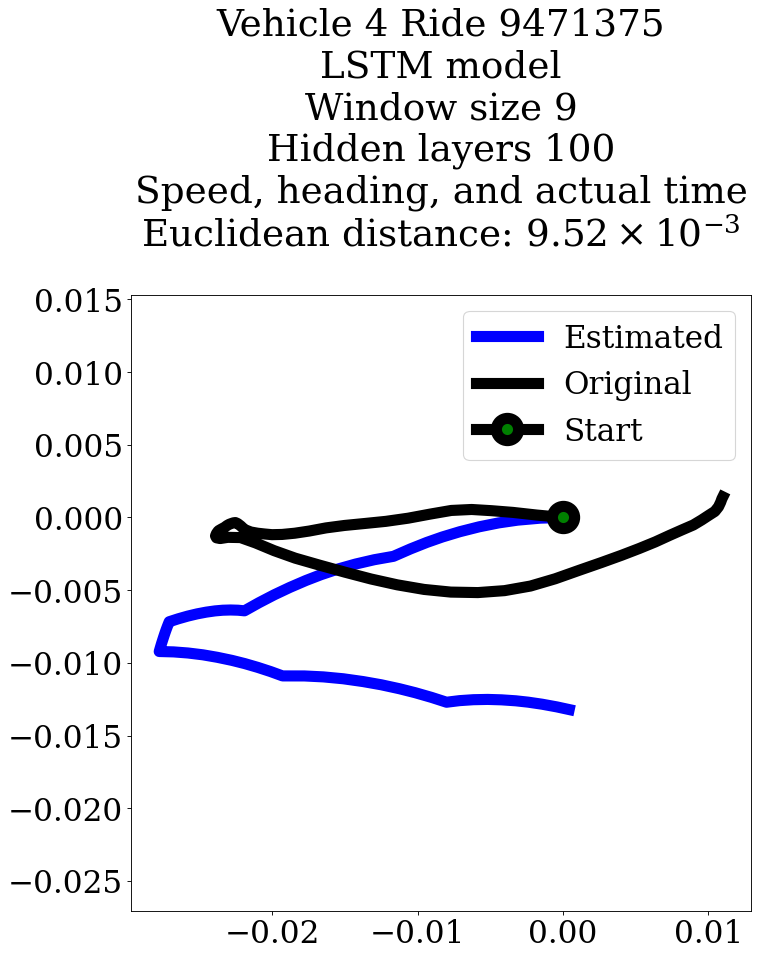 Vehicle 4 Ride 9471375
LSTM model
Window size 9
Hidden layers 100
Speed, heading, and actual time
Euclidean distance: 9.52 × 10⁻³
0.015
0.010
0.005
0.000
−0.005
−0.010
−0.015
−0.020
−0.025
Estimated
Original
Start
−0.02 −0.01 0.00 0.01